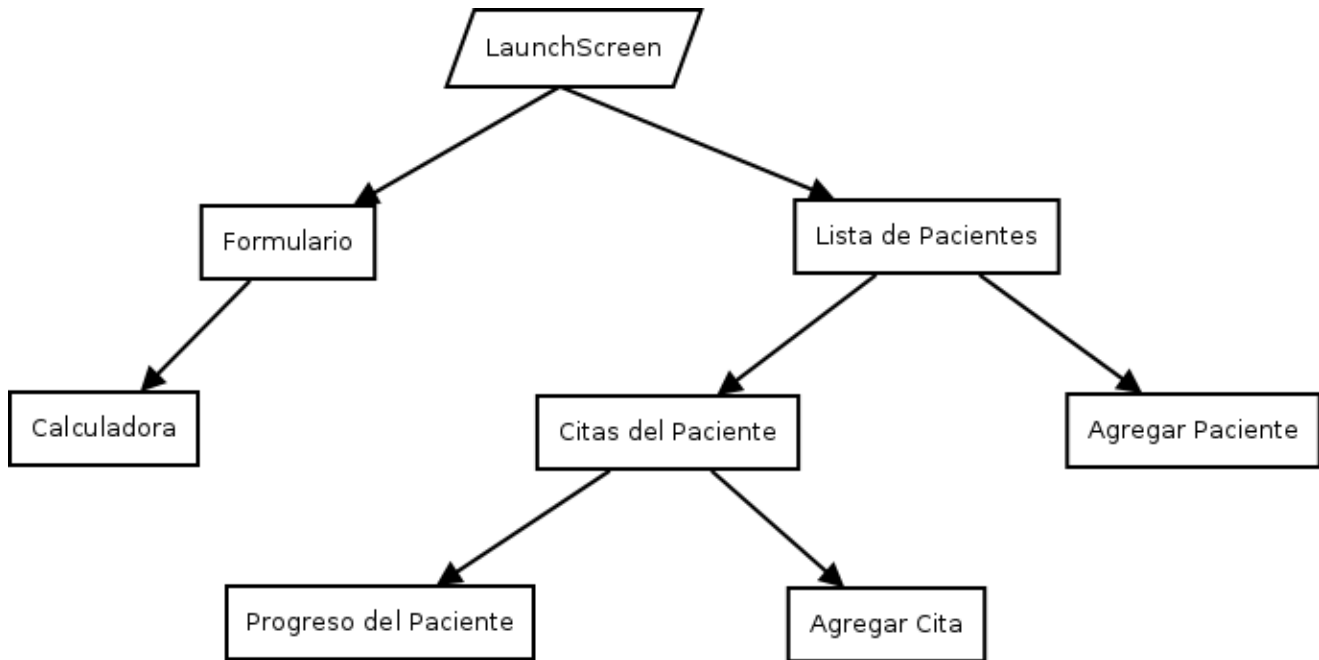 LaunchScreen
Formulario
Lista de Pacientes
Calculadora
Citas del Paciente
Agregar Paciente
Progreso del Paciente
Agregar Cita